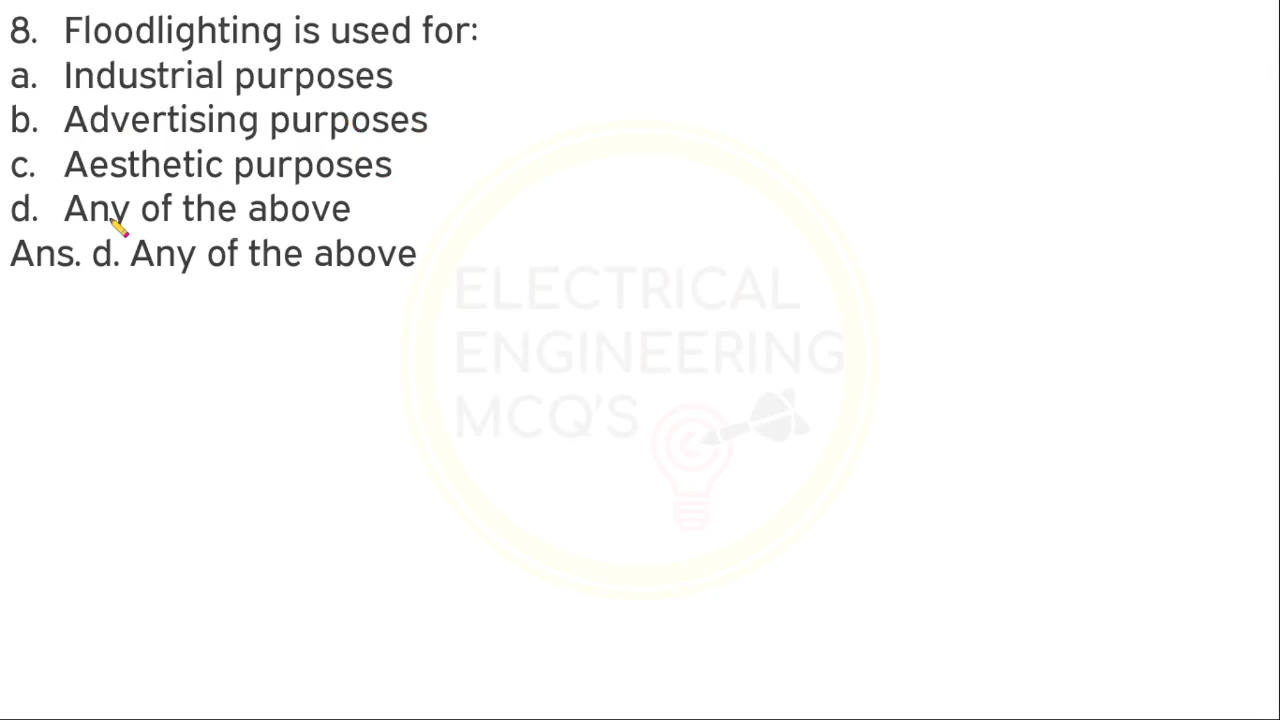 8. Floodlighting is used for:
a. Industrial purposes
b. Advertising purposes
c. Aesthetic purposes
d. Any of the above
Ans. d. Any of the above
ELECTRICAL
ENGINEERING
MCQ'S